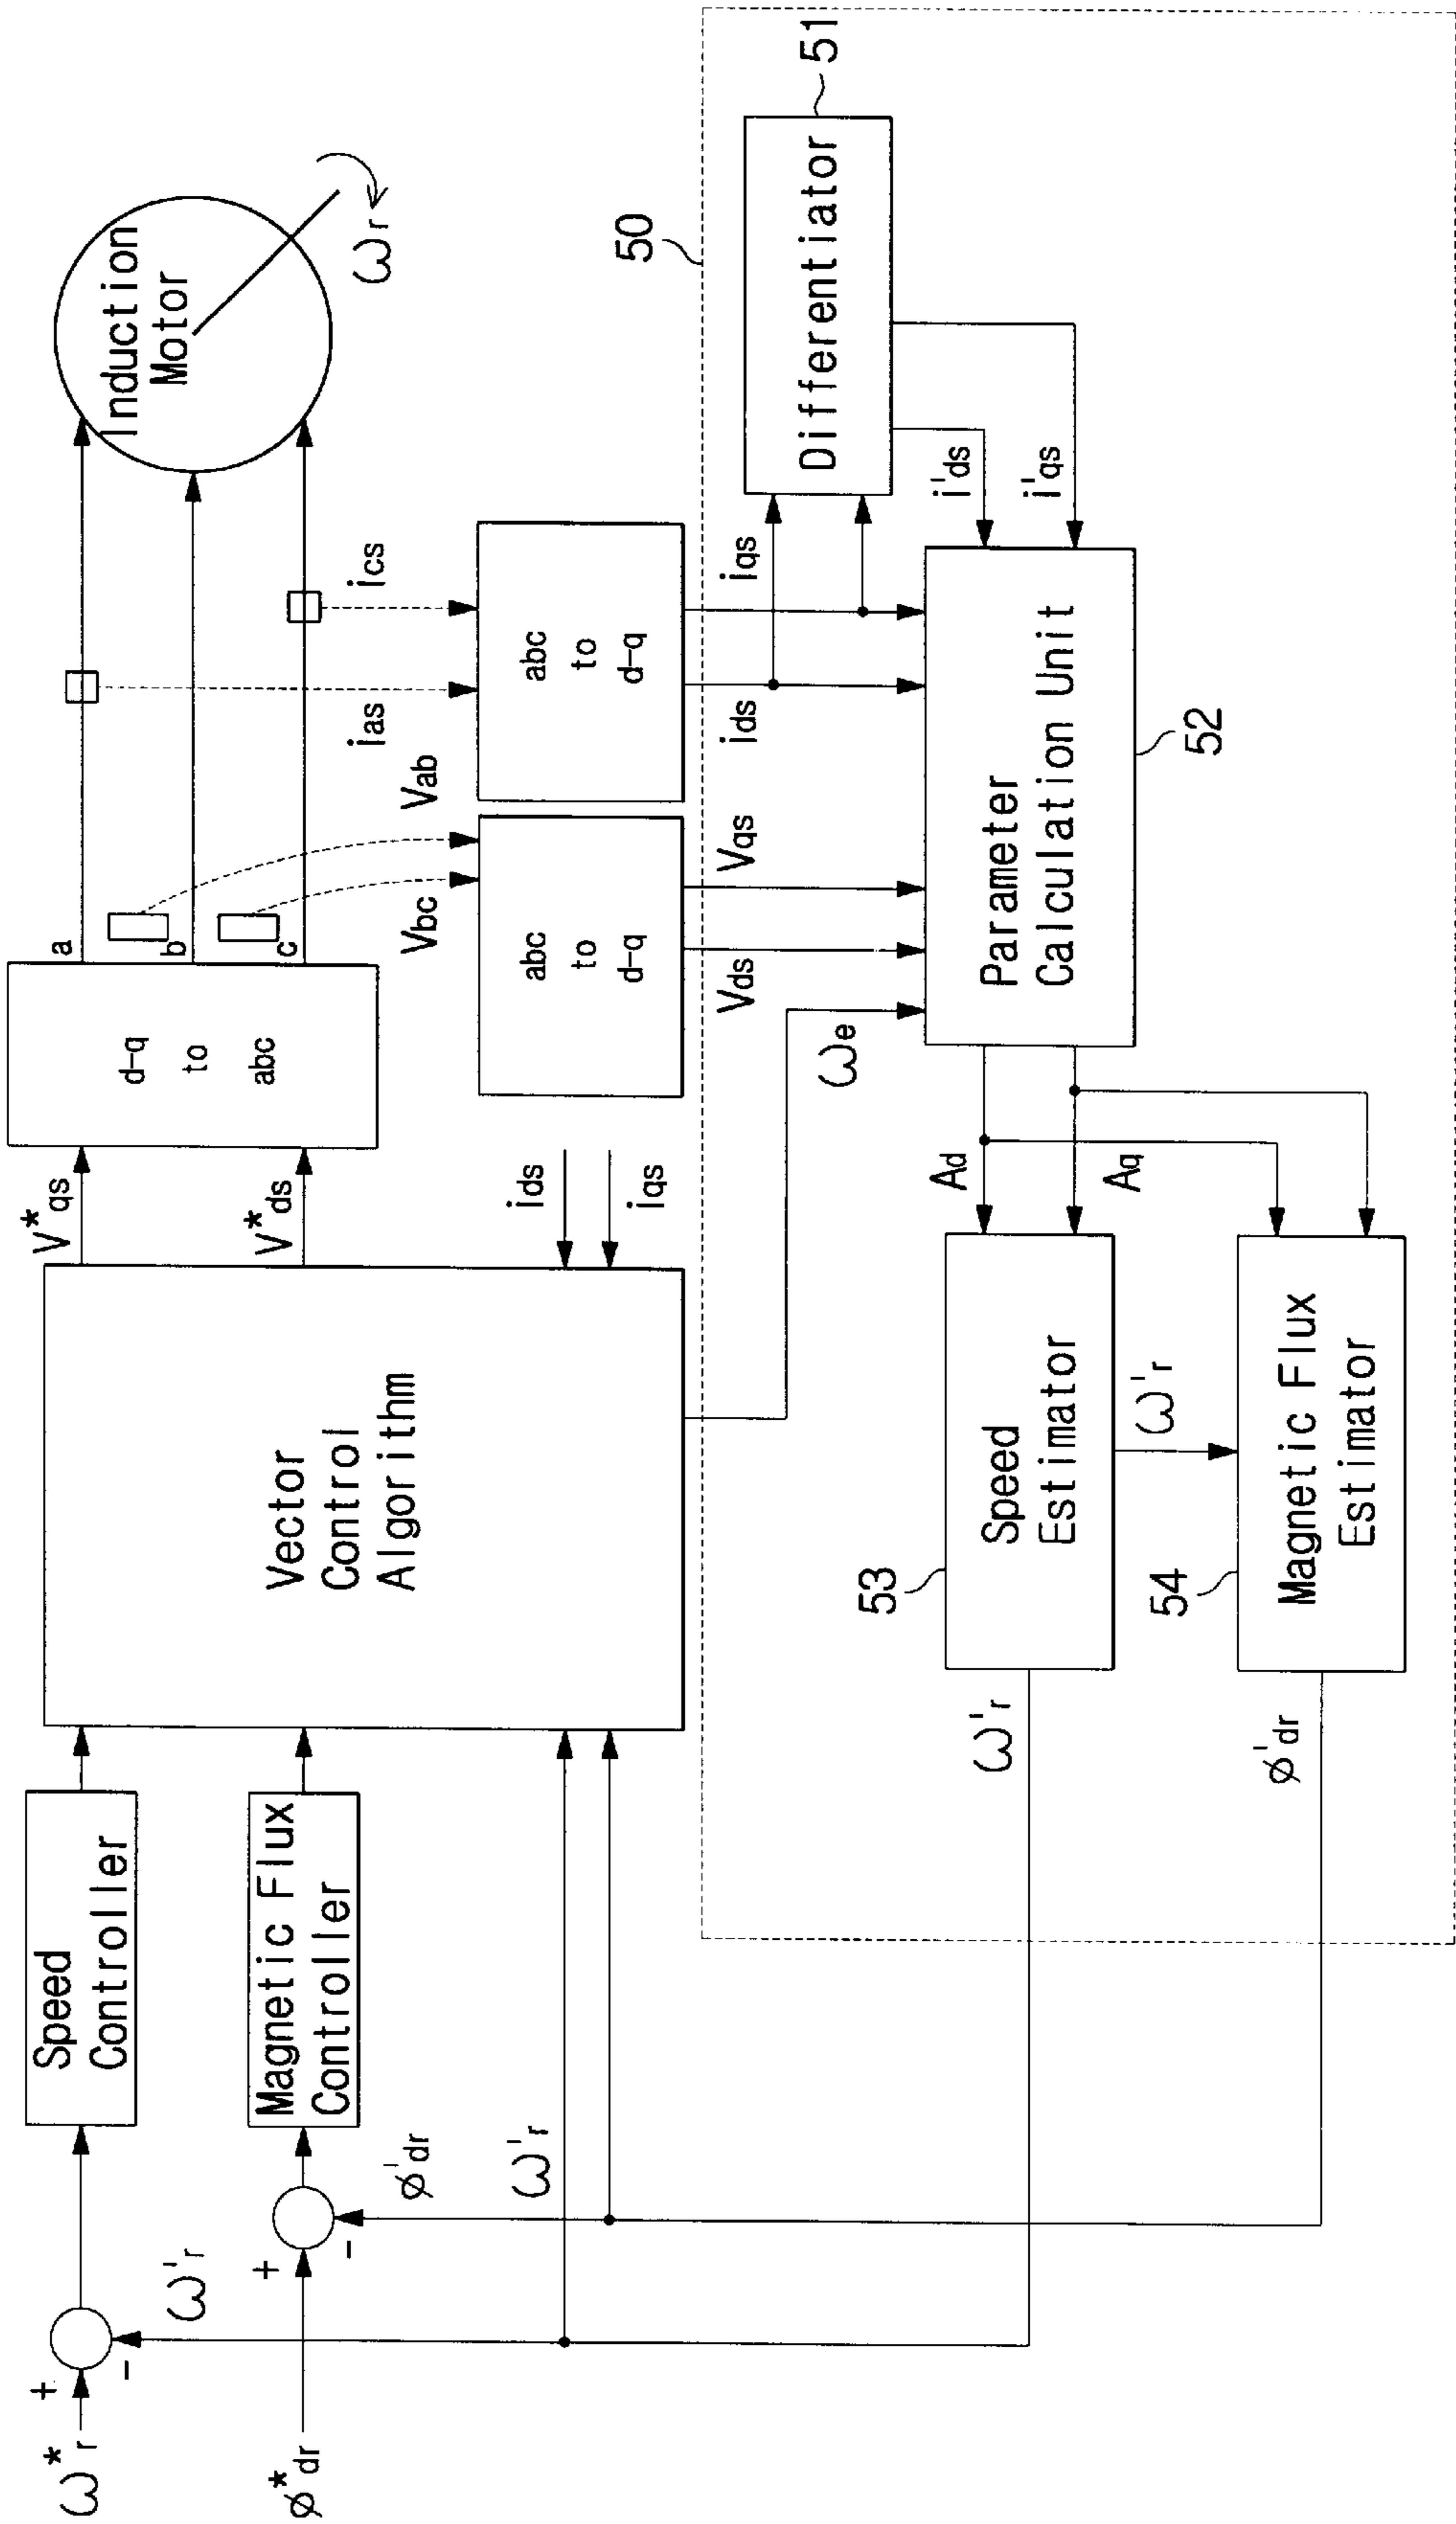 ω*r
+
-
ω'r
Speed
Controller
ϕ*dr
+
-
ϕ'dr
Magnetic Flux
Controller
ω'r
Vector
Control
Algorithm
V*qs
V*ds
ids
iqs
d-q
to
abc
a
b
c
Induction
Motor
ωr
ias
ics
Vbc
Vab
abc
to
d-q
abc
to
d-q
Vds
Vqs
ids
iqs
ωe
50
Differentiator
51
i'ds
i'qs
Parameter
Calculation Unit
52
Ad
Aq
Speed
Estimator
53
ω'r
ω'r
Magnetic Flux
Estimator
54
ϕ'dr